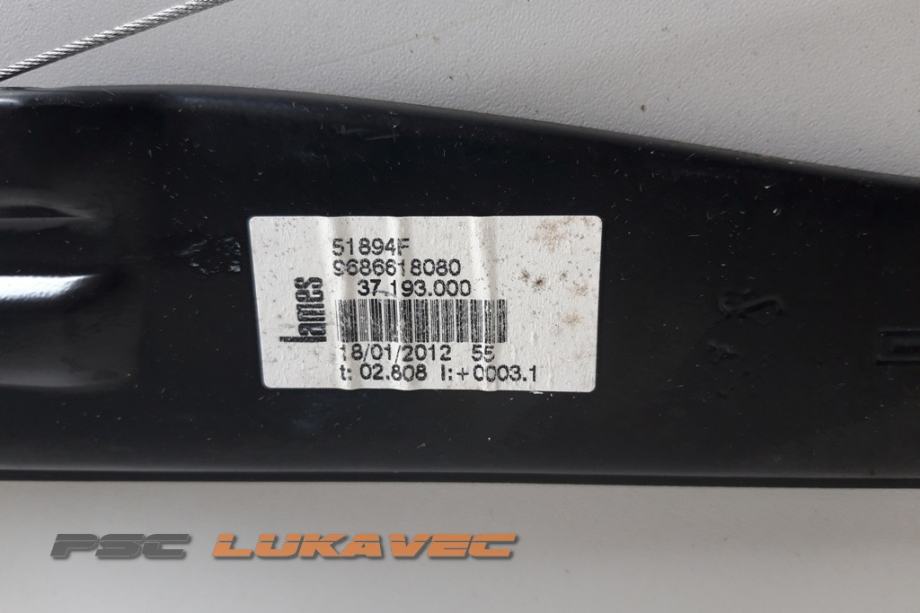 51894F
9686618080
37.193.000
lames
18/01/2012 55
t: 02.808 I:+0003.1
PSC LUKAVEC